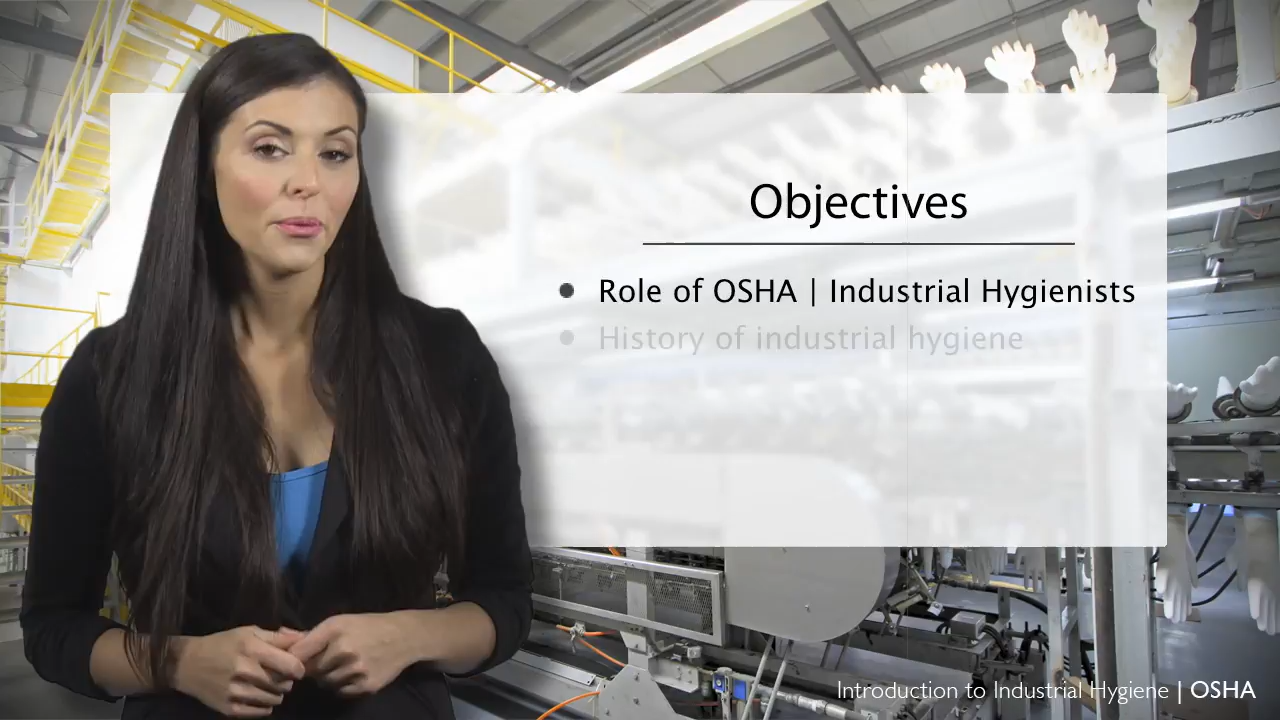 Objectives
• Role of OSHA | Industrial Hygienists
• History of industrial hygiene
Introduction to Industrial Hygiene | OSHA